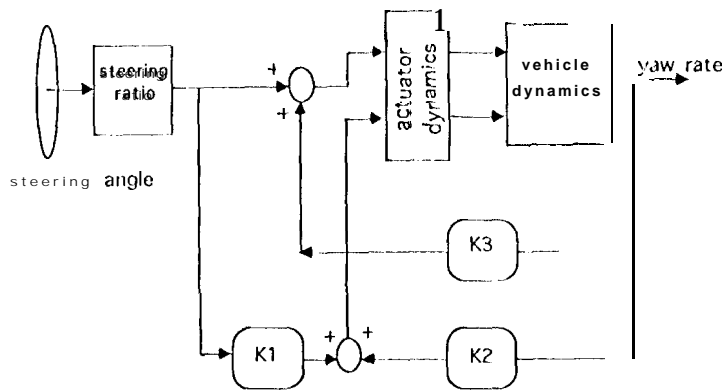 1
steering
ratio
actuator
dynamics
vehicle
dynamics
yaw rate
+
+
steering angle
K3
+
+
K1
K2